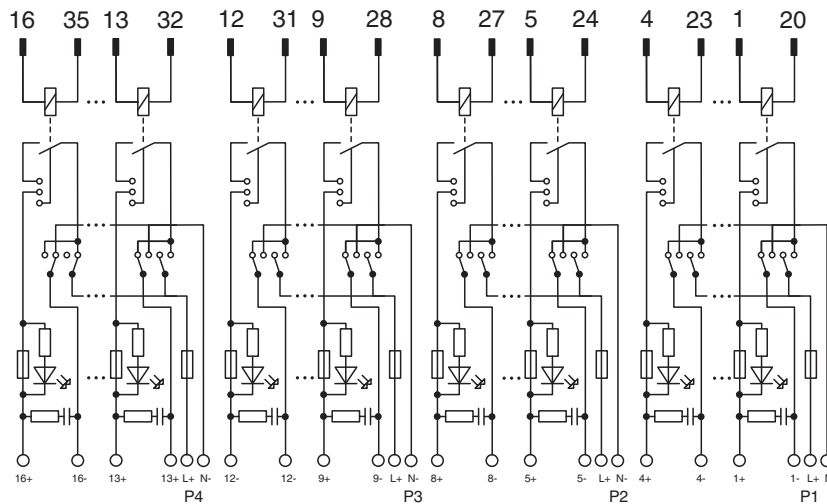 16 35 13 32 12 31 9 28 8 27 5 24 4 23 1 20
16+ 16- 13+ 13+ L+ N- 12- 12- 9+ 9- L+ N- 8+ 8- 5+ 5- L+ N- 4+ 4- 1+ 1- L+ N
P4 P3 P2 P1